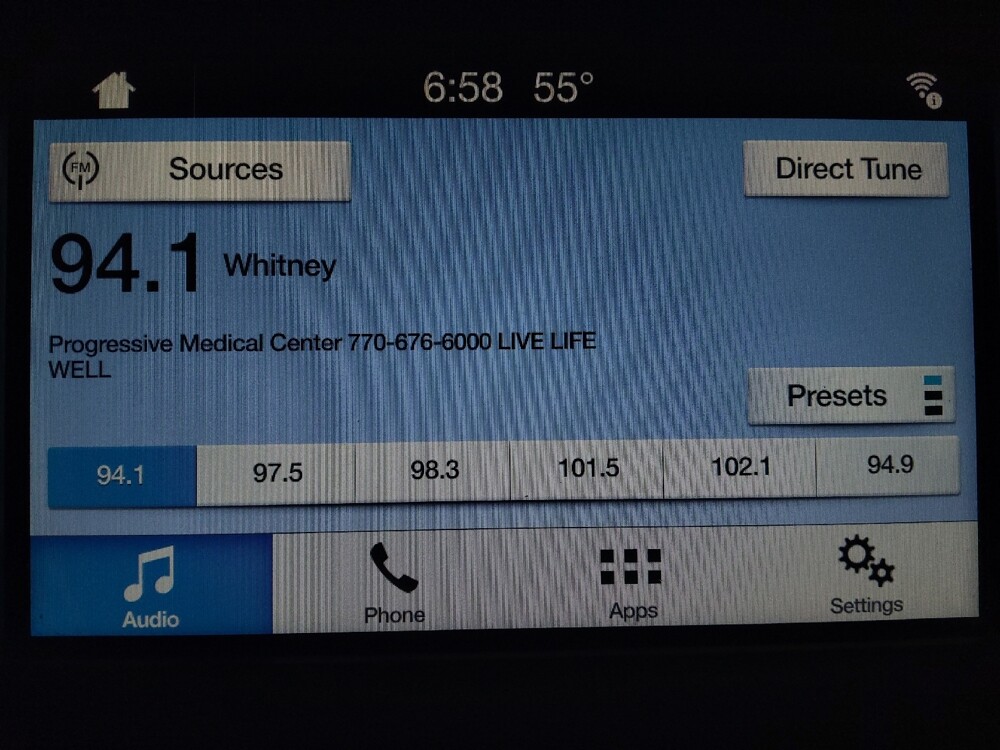 6:58 55°
FM Sources Direct Tune
94.1 Whitney
Progressive Medical Center 770-676-6000 LIVE LIFE
WELL
Presets
94.1 97.5 98.3 101.5 102.1 94.9
Audio Phone Apps Settings